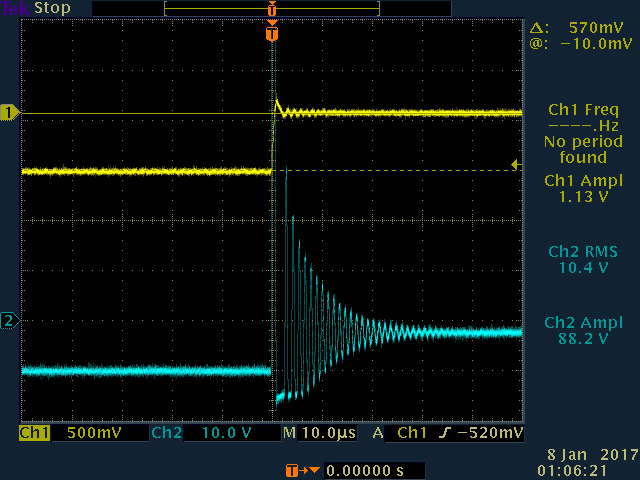 Tek Stop
T
T
Δ: 570mV
@: −10.0mV
1
Ch1 Freq
−−−−.Hz
No period
found
Ch1 Ampl
1.13 V
Ch2 RMS
10.4 V
2
Ch2 Ampl
88.2 V
Ch1 500mV Ch2 10.0 V M 10.0µs A Ch1 −520mV
T 0.00000 s
8 Jan 2017
01:06:21